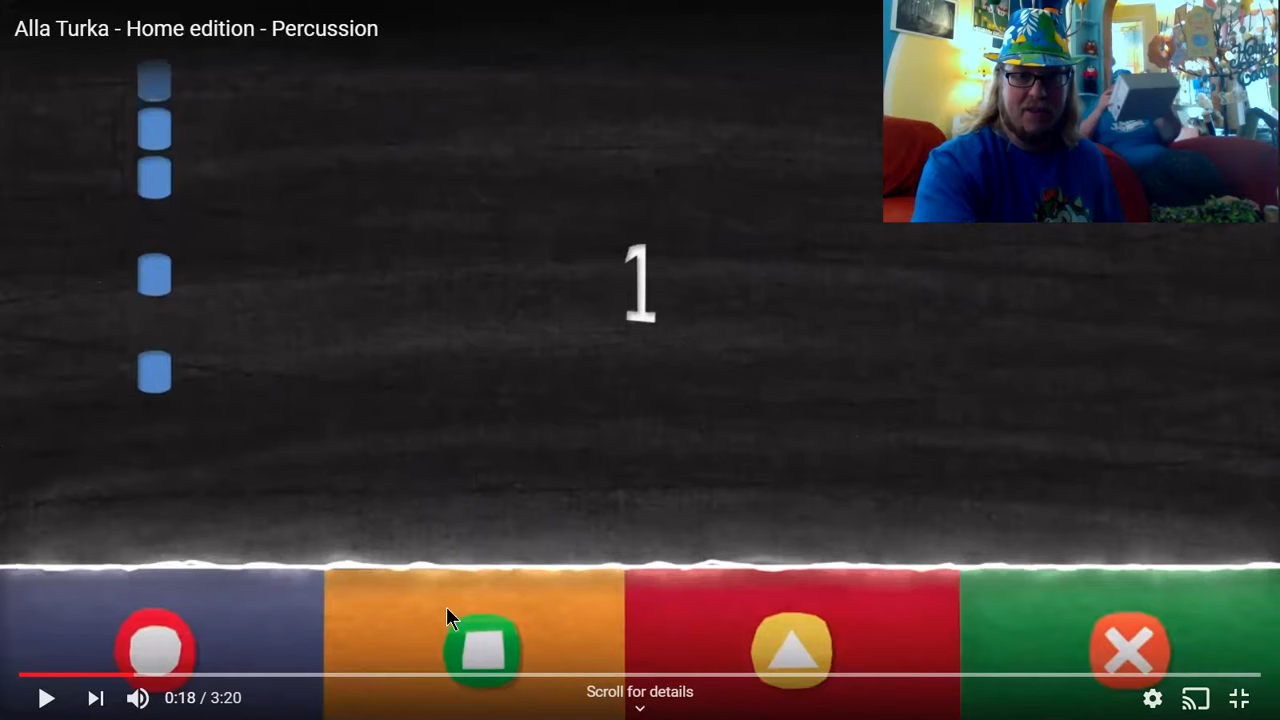 Alla Turka - Home edition - Percussion
1
Scroll for details
0:18 / 3:20